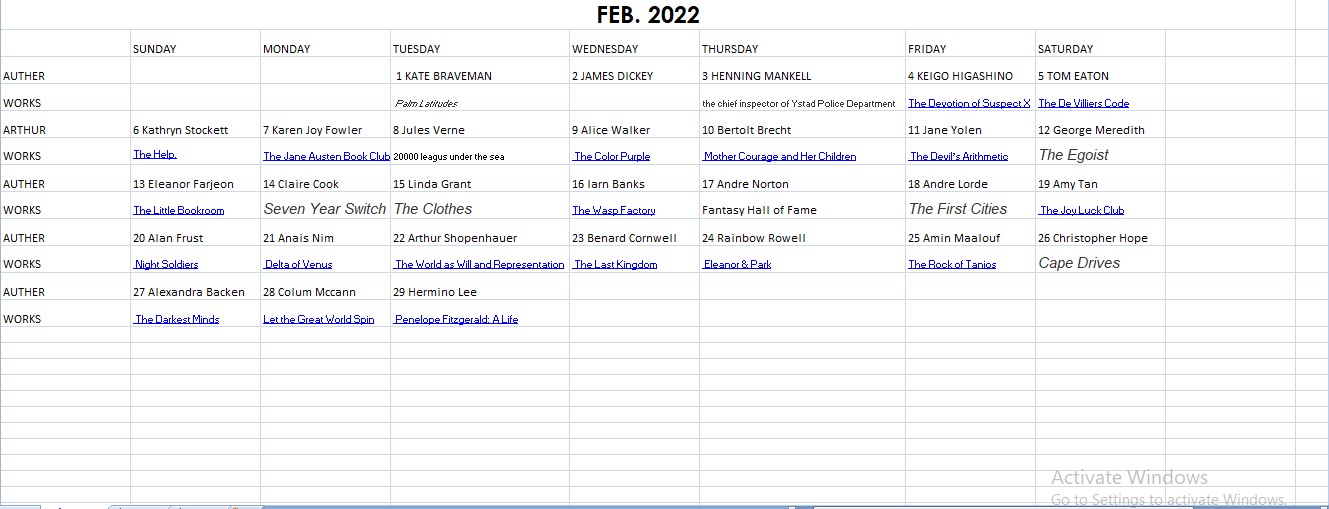 FEB. 2022
SUNDAY MONDAY TUESDAY WEDNESDAY THURSDAY FRIDAY SATURDAY
AUTHER 1 KATE BRAVEMAN 2 JAMES DICKEY 3 HENNING MANKELL 4 KEIGO HIGASHINO 5 TOM EATON
WORKS Palm Latitudes the chief inspector of Ystad Police Department The Devotion of Suspect X The De Villiers Code
ARTHUR 6 Kathryn Stockett 7 Karen Joy Fowler 8 Jules Verne 9 Alice Walker 10 Bertolt Brecht 11 Jane Yolen 12 George Meredith
WORKS The Help. The Jane Austen Book Club 20000 leagus under the sea The Color Purple Mother Courage and Her Children The Devil's Arithmetic The Egoist
AUTHER 13 Eleanor Farjeon 14 Claire Cook 15 Linda Grant 16 Iarn Banks 17 Andre Norton 18 Andre Lorde 19 Amy Tan
WORKS The Little Bookroom Seven Year Switch The Clothes The Wasp Factory Fantasy Hall of Fame The First Cities The Joy Luck Club
AUTHER 20 Alan Frust 21 Anais Nim 22 Arthur Shopenhauer 23 Benard Cornwell 24 Rainbow Rowell 25 Amin Maalouf 26 Christopher Hope
WORKS Night Soldiers Delta of Venus The World as Will and Representation The Last Kingdom Eleanor & Park The Rock of Tanios Cape Drives
AUTHER 27 Alexandra Backen 28 Colum Mccann 29 Hermino Lee
WORKS The Darkest Minds Let the Great World Spin Penelope Fitzgerald: A Life
Activate Windows
Go to Settings to activate Windows.